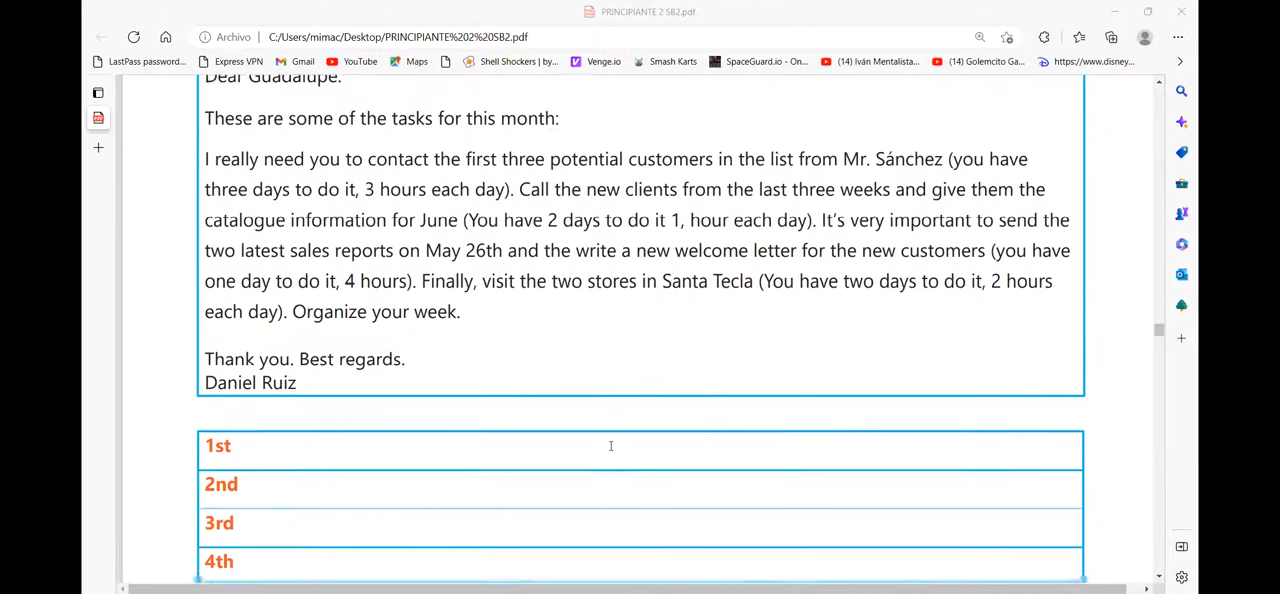 PRINCIPIANTE 2 SB2.pdf
Archivo | C:/Users/mimac/Desktop/PRINCIPIANTE%202%20SB2.pdf
LastPass password... Express VPN Gmail YouTube Maps Shell Shockers | by... Venge.io Smash Karts SpaceGuard.io - On... (14) Iván Mentalista... (14) Golemcito Ga... https://www.disney...
Dear Guadalupe.
These are some of the tasks for this month:
I really need you to contact the first three potential customers in the list from Mr. Sánchez (you have
three days to do it, 3 hours each day). Call the new clients from the last three weeks and give them the
catalogue information for June (You have 2 days to do it 1, hour each day). It's very important to send the
two latest sales reports on May 26th and the write a new welcome letter for the new customers (you have
one day to do it, 4 hours). Finally, visit the two stores in Santa Tecla (You have two days to do it, 2 hours
each day). Organize your week.
Thank you. Best regards.
Daniel Ruiz
1st
2nd
3rd
4th